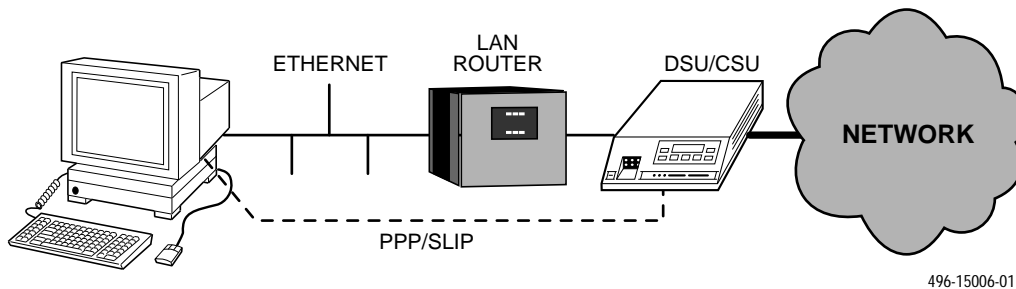 ETHERNET
LAN
ROUTER
DSU/CSU
NETWORK
PPP/SLIP
496-15006-01